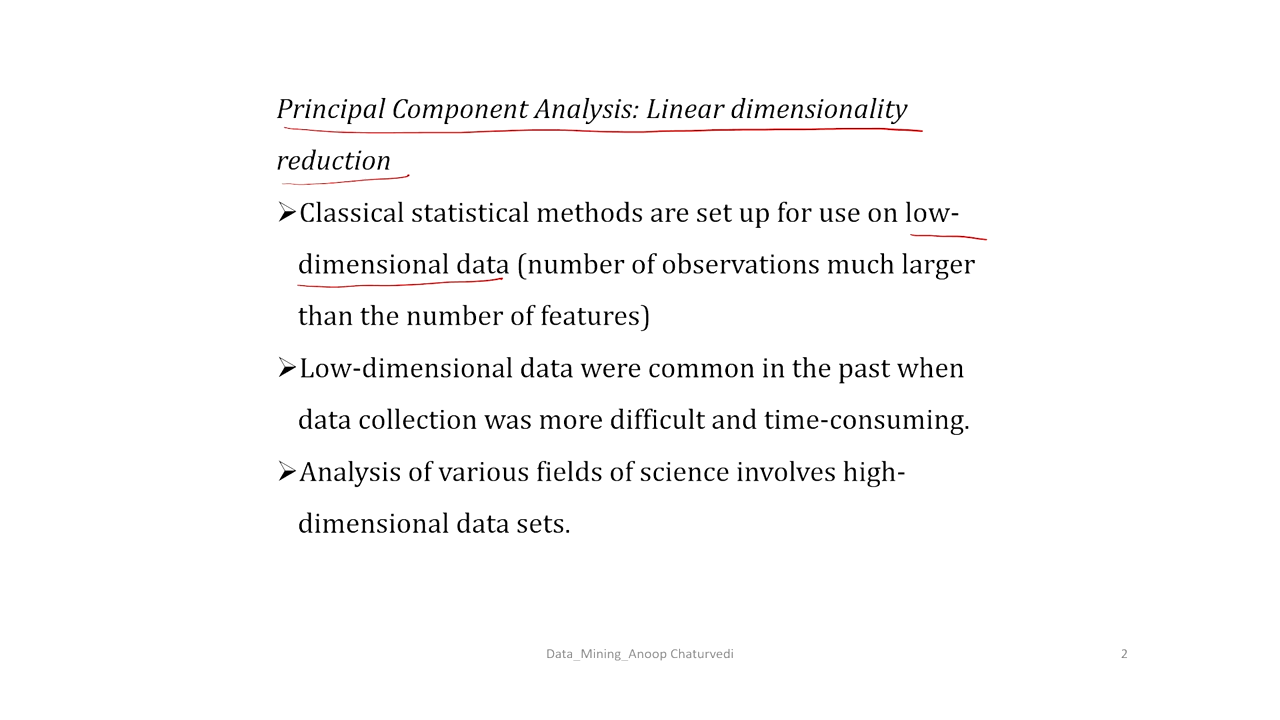 Principal Component Analysis: Linear dimensionality
reduction
➢Classical statistical methods are set up for use on low-
dimensional data (number of observations much larger
than the number of features)
➢Low-dimensional data were common in the past when
data collection was more difficult and time-consuming.
➢Analysis of various fields of science involves high-
dimensional data sets.
Data_Mining_Anoop Chaturvedi
2